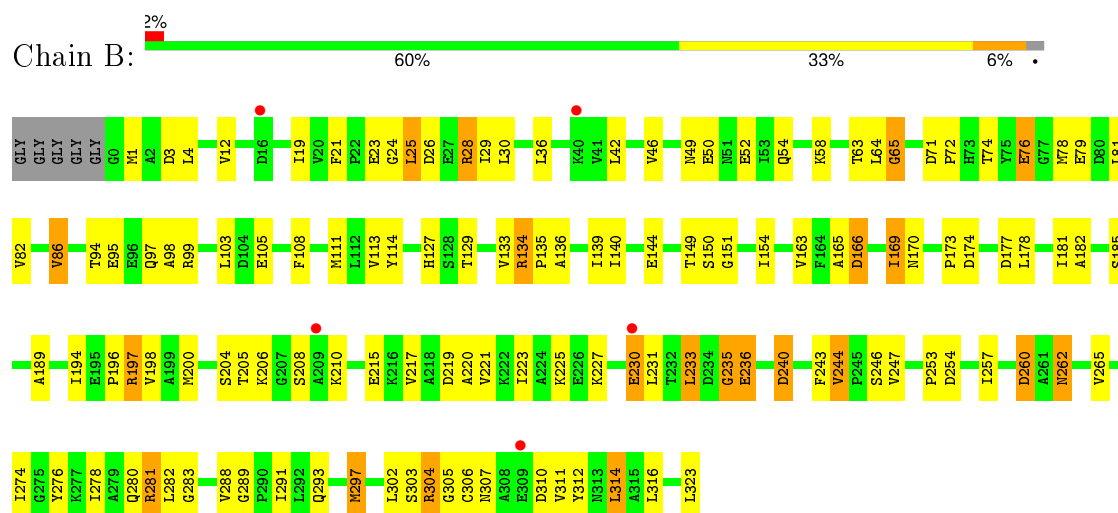 2%
Chain B:
60% 33% 6% •
GLY GLY GLY GLY GLY G0 M1 A2 D3 L4 V12 D16 I19 V20 F21 P22 E23 G24 L25 D26 E27 R28 I29 L30 L36 K40 V41 L42 V46 N49 E50 N51 E52 I53 Q54 K58 T63 L64 G65 D71 P72 H73 T74 Y75 E76 G77 M78 E79 D80 I81
V82 V86 T94 E95 E96 Q97 A98 R99 L103 D104 E105 F108 M111 L112 V113 Y114 H127 S128 T129 V133 R134 P135 A136 I139 I140 E144 T149 S150 G151 I154 V163 F164 A165 D166 I169 N170 P173 D174 D177 L178 I181 A182 S185
A189 I194 E195 P196 R197 V198 A199 M200 S204 T205 K206 G207 S208 A209 K210 E215 K216 V217 A218 D219 A220 V221 K222 I223 A224 K225 E226 K227 E230 L231 T232 L233 D234 G235 E236 D240 F243 V244 P245 S246 V247 P253 D254 I257 D260 A261 N262 V265
I274 G275 Y276 K277 I278 A279 Q280 R281 L282 G283 V288 G289 P290 I291 L292 Q293 M297 L302 S303 R304 G305 C306 N307 A308 E309 D310 V311 Y312 N313 L314 A315 L316 L323